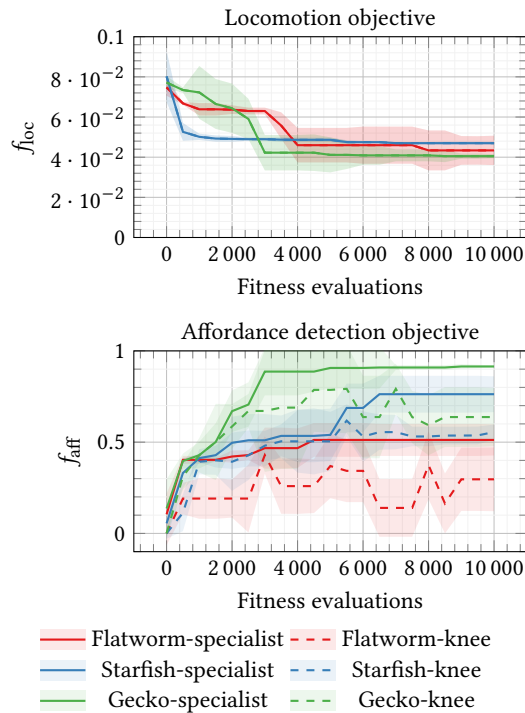 Locomotion objective
0.1
8 · 10⁻²
6 · 10⁻²
4 · 10⁻²
2 · 10⁻²
0
f_loc
0 2 000 4 000 6 000 8 000 10 000
Fitness evaluations
Affordance detection objective
1
0.5
0
f_aff
0 2 000 4 000 6 000 8 000 10 000
Fitness evaluations
Flatworm-specialist Flatworm-knee
Starfish-specialist Starfish-knee
Gecko-specialist Gecko-knee